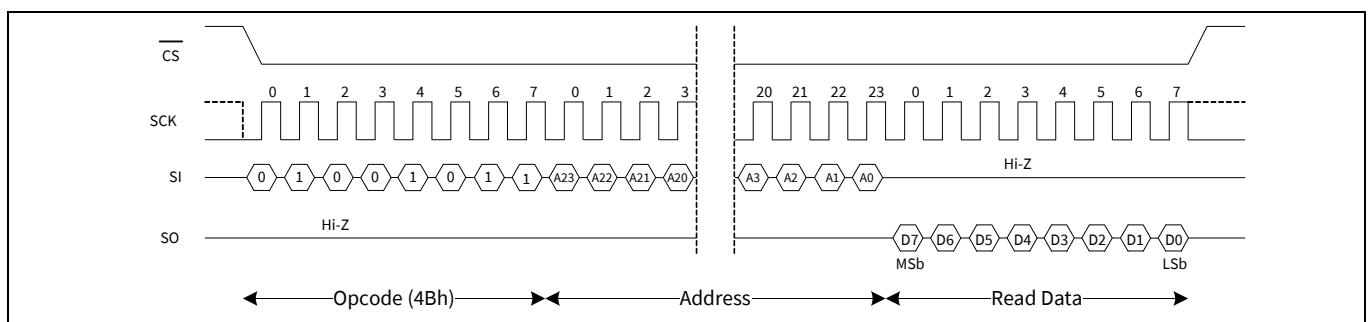 CS
0 1 2 3 4 5 6 7 0 1 2 3 20 21 22 23 0 1 2 3 4 5 6 7
SCK
SI 0 1 0 0 1 0 1 1 A23 A22 A21 A20 A3 A2 A1 A0 Hi-Z
Hi-Z
SO D7 D6 D5 D4 D3 D2 D1 D0
MSb LSb
Opcode (4Bh) Address Read Data